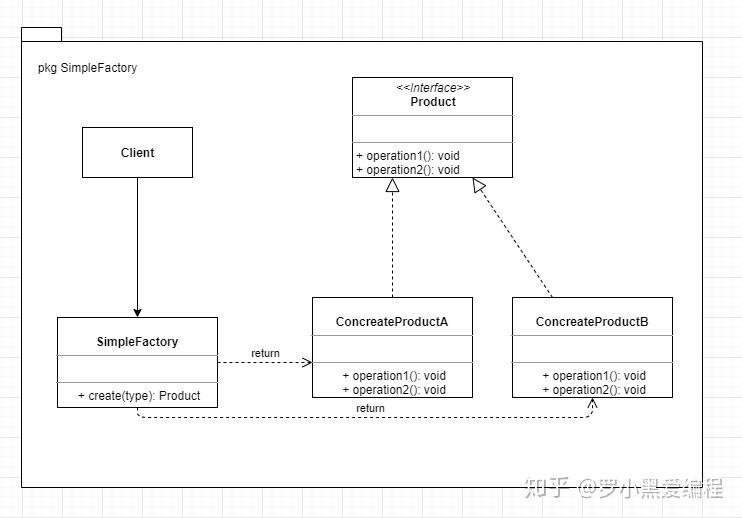 pkg SimpleFactory
<<Interface>>
Product
+ operation1(): void
+ operation2(): void
Client
SimpleFactory
+ create(type): Product
return
ConcreateProductA
+ operation1(): void
+ operation2(): void
ConcreateProductB
+ operation1(): void
+ operation2(): void
return
知乎 @罗小黑爱编程